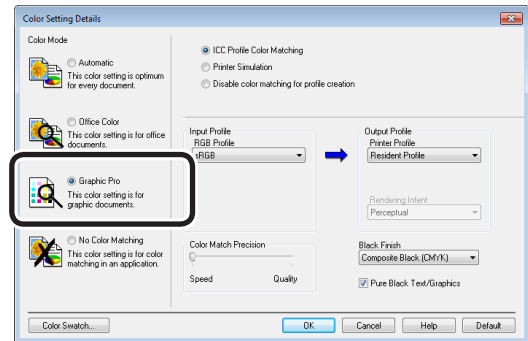 Color Setting Details
Color Mode
Automatic
This color setting is optimum
for every document.
Office Color
This color setting is for office
documents.
Graphic Pro
This color setting is for
graphic documents.
No Color Matching
This color setting is for color
matching in an application.
ICC Profile Color Matching
Printer Simulation
Disable color matching for profile creation
Input Profile
RGB Profile
sRGB
Output Profile
Printer Profile
Resident Profile
Rendering Intent
Perceptual
Color Match Precision
Speed Quality
Black Finish
Composite Black (CMYK)
Pure Black Text/Graphics
Color Swatch... OK Cancel Help Default